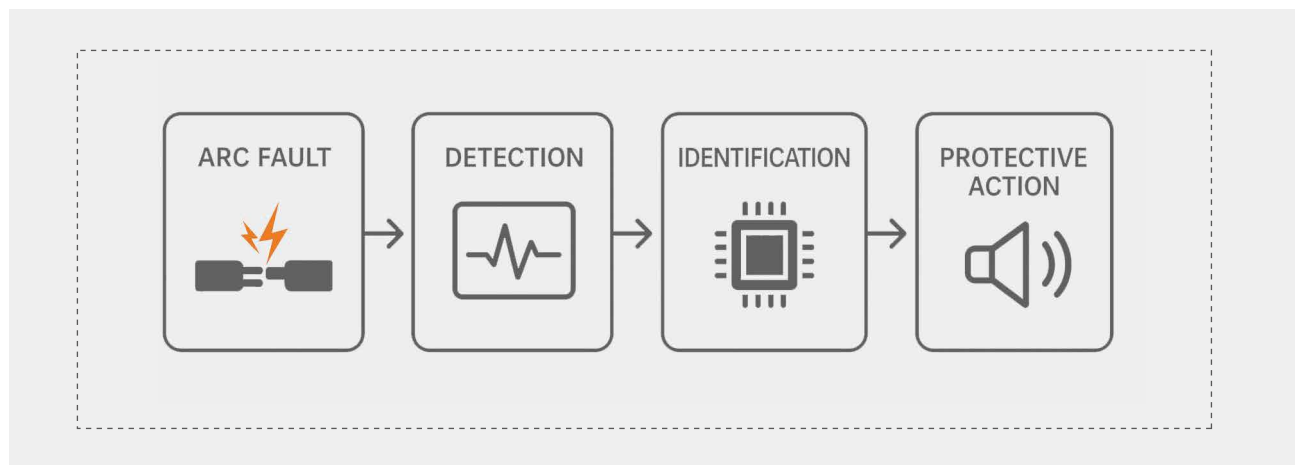 ARC FAULT
DETECTION
IDENTIFICATION
PROTECTIVE
ACTION